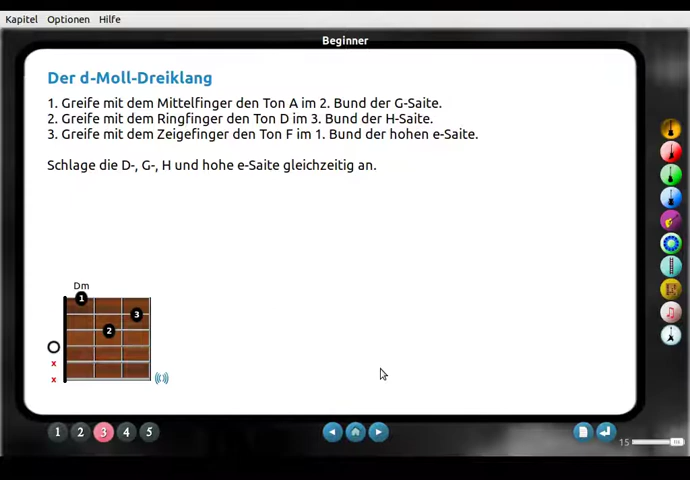 Kapitel Optionen Hilfe
Beginner
Der d-Moll-Dreiklang
1. Greife mit dem Mittelfinger den Ton A im 2. Bund der G-Saite.
2. Greife mit dem Ringfinger den Ton D im 3. Bund der H-Saite.
3. Greife mit dem Zeigefinger den Ton F im 1. Bund der hohen e-Saite.
Schlage die D-, G-, H und hohe e-Saite gleichzeitig an.
Dm
1
3
2
x
x
1 2 3 4 5
15